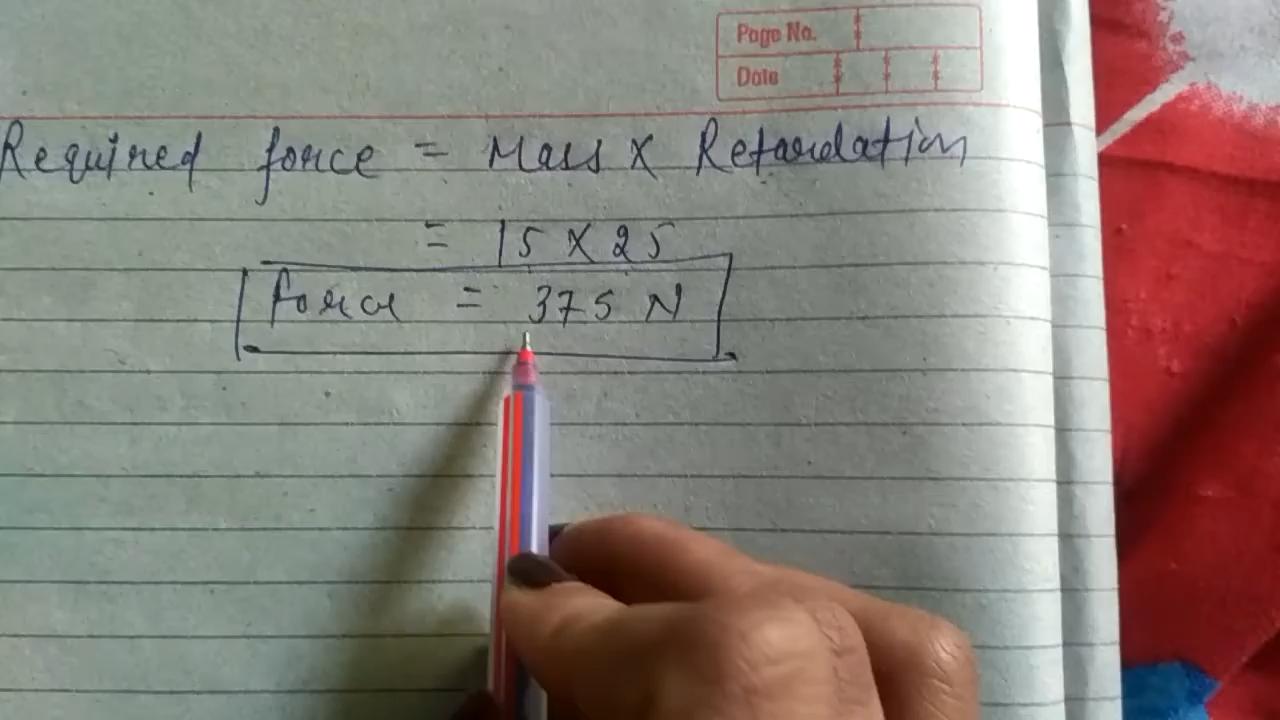 Page No.
Date
Required force = Mass X Retardation
= 15 X 25
force = 375 N